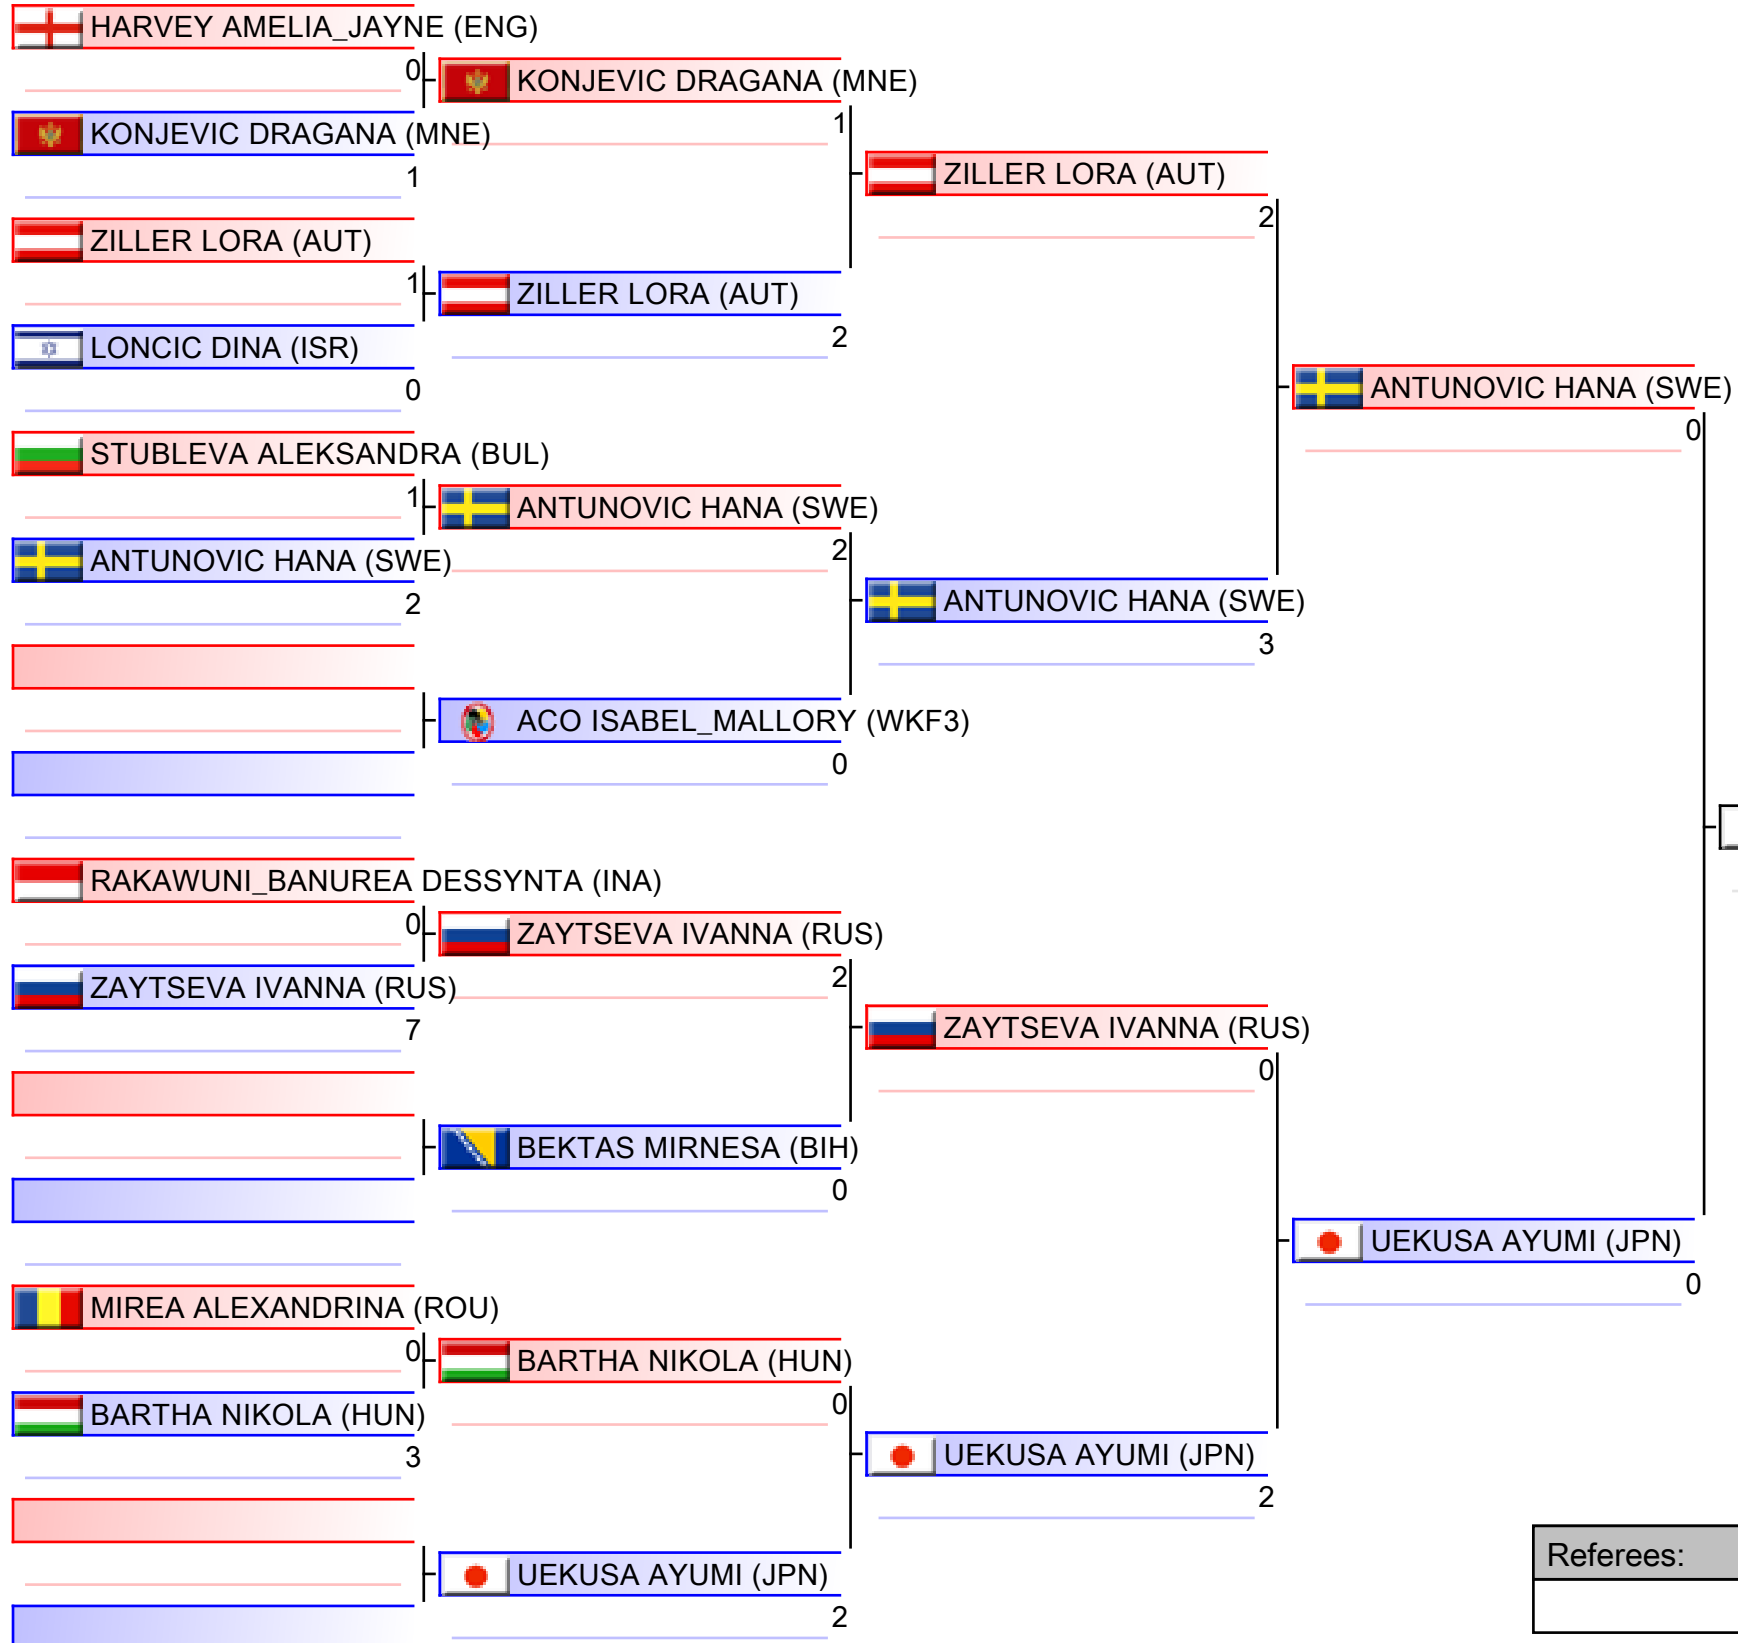 HARVEY AMELIA_JAYNE (ENG)
0
KONJEVIC DRAGANA (MNE)
1
ZILLER LORA (AUT)
1
LONCIC DINA (ISR)
0
STUBLEVA ALEKSANDRA (BUL)
1
ANTUNOVIC HANA (SWE)
2
RAKAWUNI_BANUREA DESSYNTA (INA)
0
ZAYTSEVA IVANNA (RUS)
7
MIREA ALEXANDRINA (ROU)
0
BARTHA NIKOLA (HUN)
3
KONJEVIC DRAGANA (MNE)
1
ZILLER LORA (AUT)
2
ANTUNOVIC HANA (SWE)
2
ACO ISABEL_MALLORY (WKF3)
0
ZAYTSEVA IVANNA (RUS)
2
BEKTAS MIRNESA (BIH)
0
BARTHA NIKOLA (HUN)
0
UEKUSA AYUMI (JPN)
2
ZILLER LORA (AUT)
2
ANTUNOVIC HANA (SWE)
3
ZAYTSEVA IVANNA (RUS)
0
UEKUSA AYUMI (JPN)
2
ANTUNOVIC HANA (SWE)
0
UEKUSA AYUMI (JPN)
0
Referees: